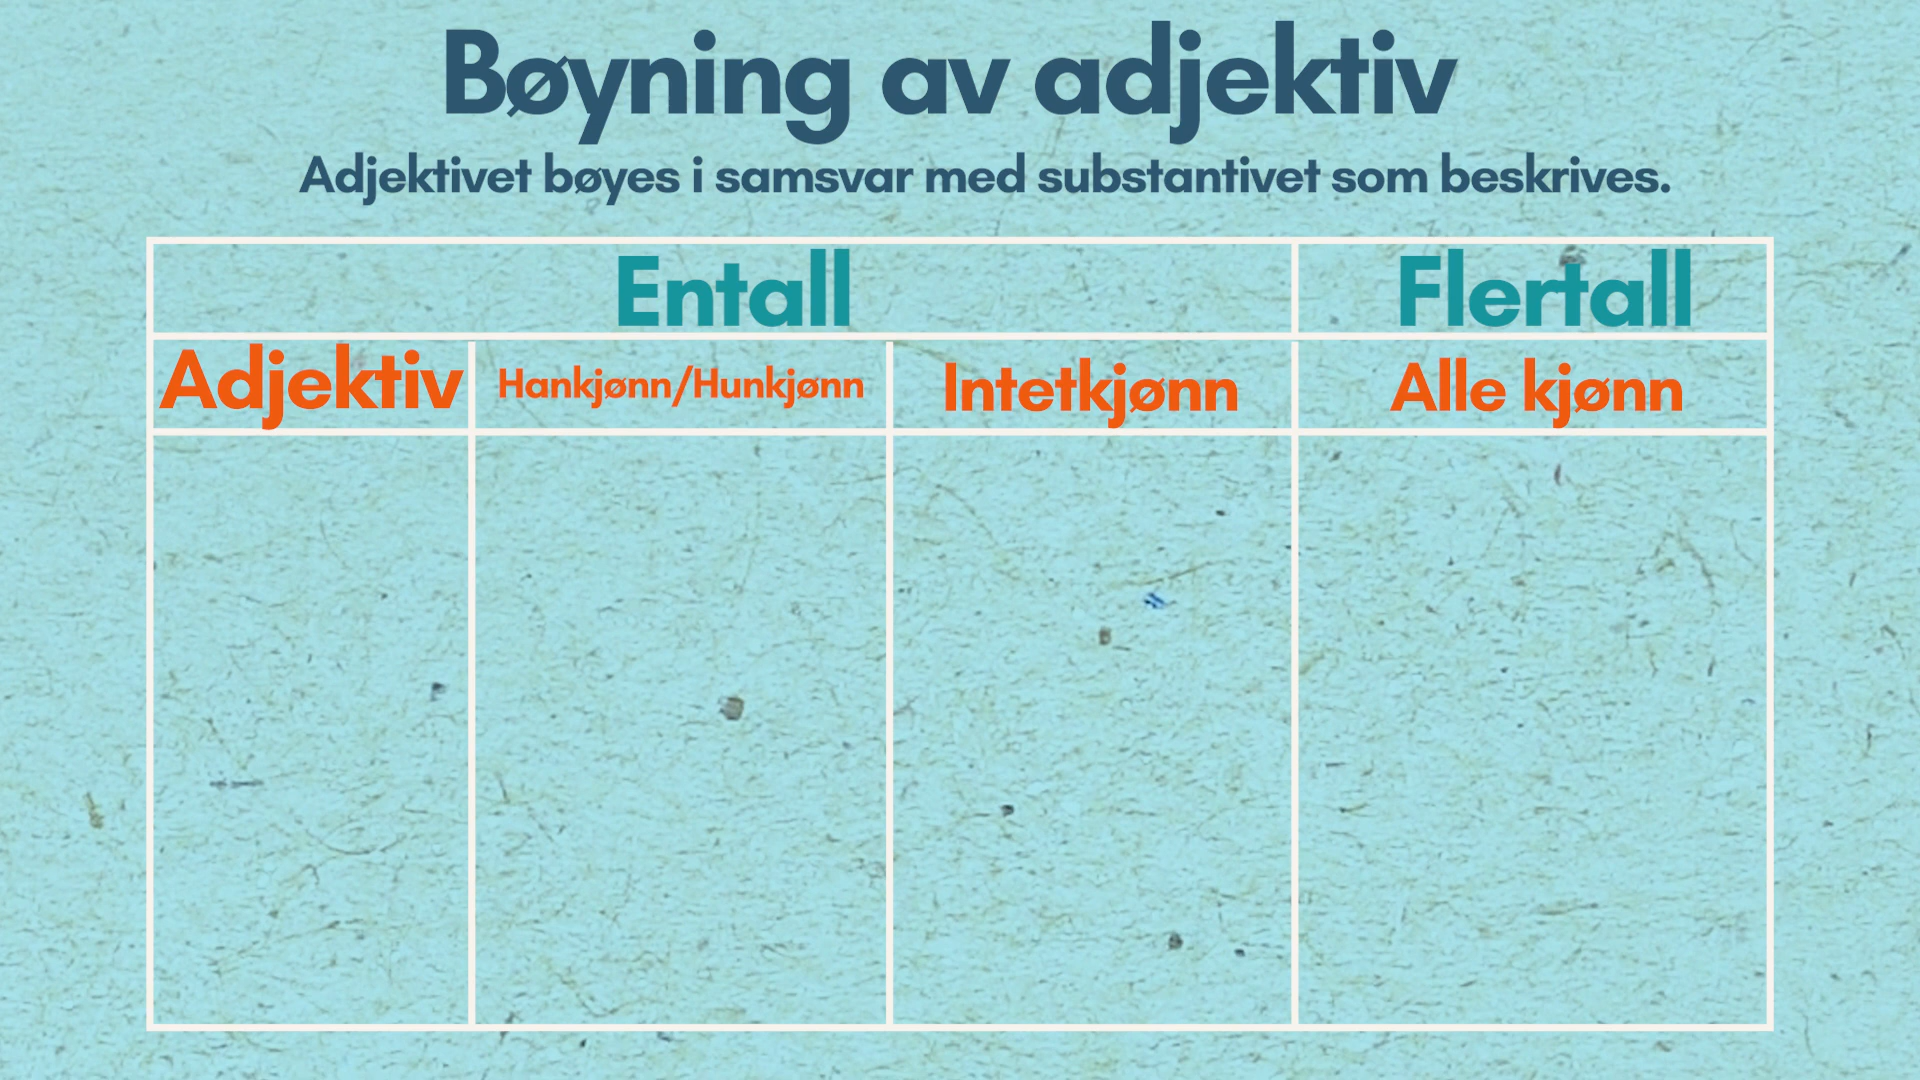 Bøyning av adjektiv
Adjektivet bøyes i samsvar med substantivet som beskrives.
Entall
Flertall
Adjektiv
Hankjønn/Hunkjønn
Intetkjønn
Alle kjønn